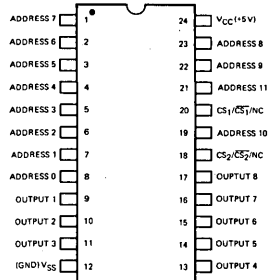 ADDRESS 7 1 24 VCC (+5V)
ADDRESS 6 2 23 ADDRESS 8
ADDRESS 5 3 22 ADDRESS 9
ADDRESS 4 4 21 ADDRESS 11
ADDRESS 3 5 20 CS1/C̅S̅1̅/NC
ADDRESS 2 6 19 ADDRESS 10
ADDRESS 1 7 18 CS2/C̅S̅2̅/NC
ADDRESS 0 8 17 OUPTUT 8
OUTPUT 1 9 16 OUTPUT 7
OUTPUT 2 10 15 OUTPUT 6
OUTPUT 3 11 14 OUTPUT 5
(GND) VSS 12 13 OUTPUT 4